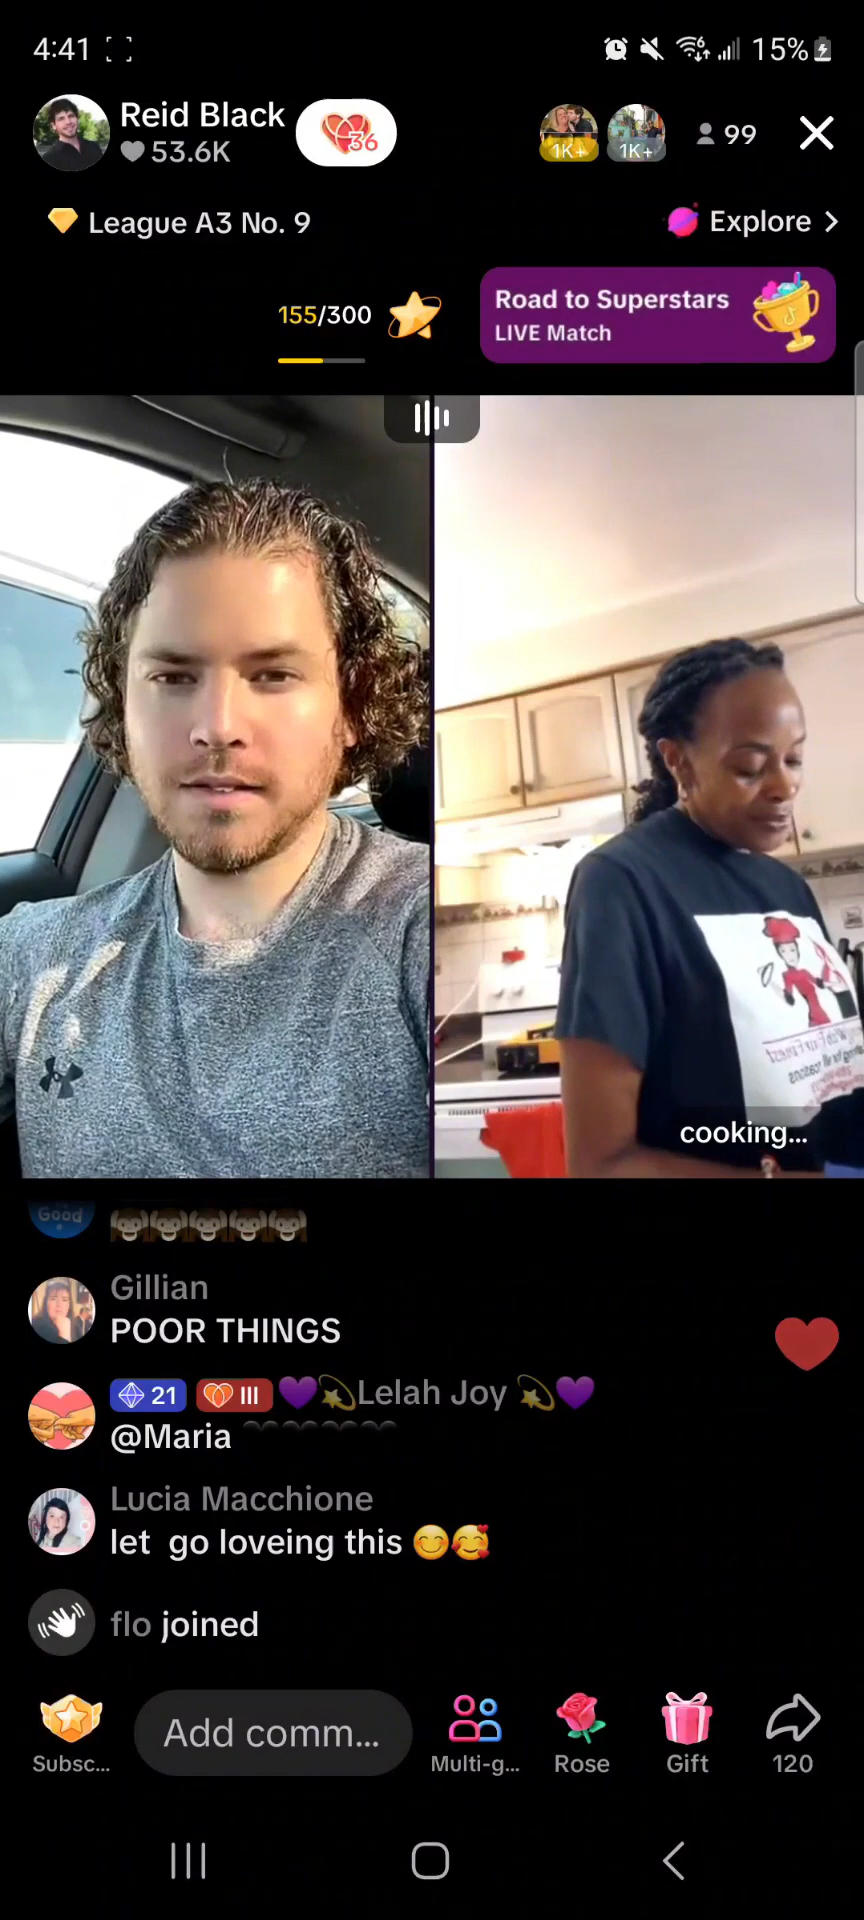 4:41
15%
Reid Black
53.6K
36
1K+
1K+
99
League A3 No. 9
Explore
155/300
Road to Superstars
LIVE Match
cooking...
Good
Gillian
POOR THINGS
21 III 💜💫Lelah Joy 💫💜
@Maria
Lucia Macchione
let go loveing this 😊🥰
flo joined
Add comm...
Subsc...
Multi-g...
Rose
Gift
120